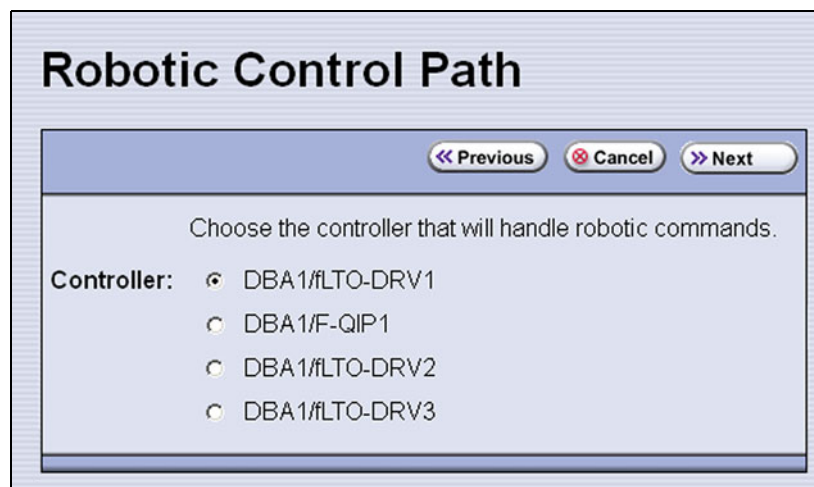 Robotic Control Path
Previous Cancel Next
Choose the controller that will handle robotic commands.
Controller: DBA1/fLTO-DRV1
DBA1/F-QIP1
DBA1/fLTO-DRV2
DBA1/fLTO-DRV3